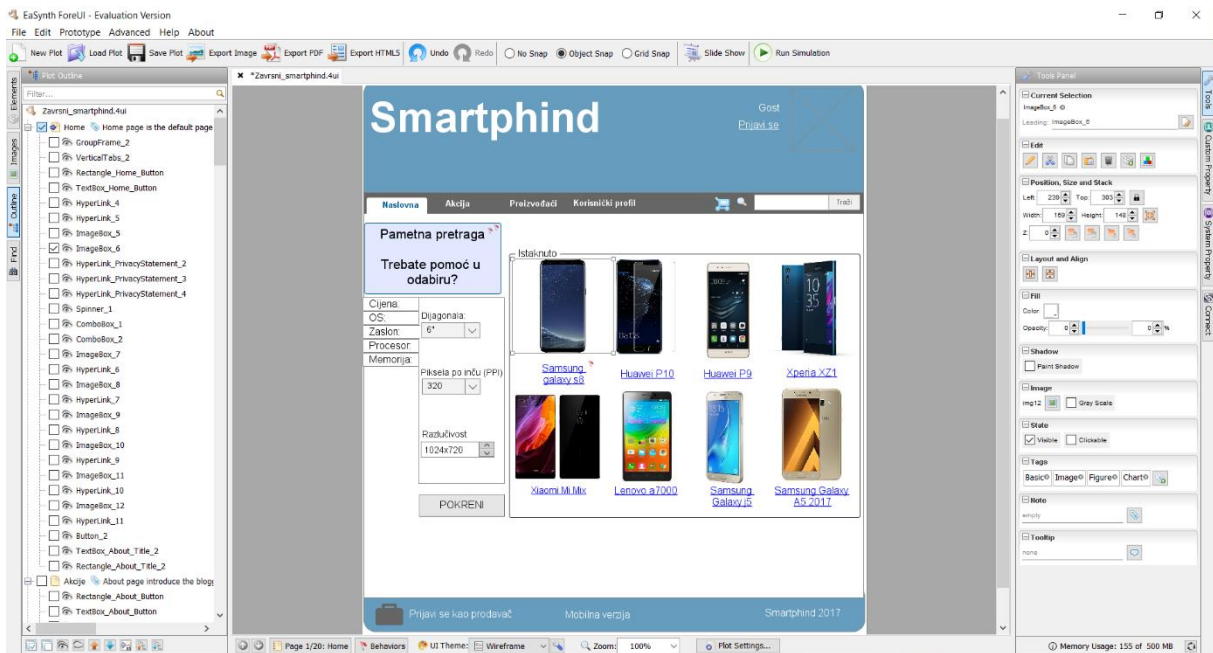 EaSynth ForeUI - Evaluation Version
File Edit Prototype Advanced Help About
New Plot Load Plot Save Plot Export Image Export PDF Export HTML5 Undo Redo No Snap Object Snap Grid Snap Slide Show Run Simulation
Plot Outline
*Zavrsni_smartphind.4ui
Tools Panel
Elements
Images
Outline
Find
Filter...
Zavrsni_smartphind.4ui
Home Home page is the default page
GroupFrame_2
VerticalTabs_2
Rectangle_Home_Button
TextBox_Home_Button
HyperLink_4
HyperLink_5
ImageBox_5
ImageBox_6
HyperLink_PrivacyStatement_2
HyperLink_PrivacyStatement_3
HyperLink_PrivacyStatement_4
Spinner_1
ComboBox_1
ComboBox_2
ImageBox_7
HyperLink_6
ImageBox_8
HyperLink_7
ImageBox_9
HyperLink_8
ImageBox_10
HyperLink_9
ImageBox_11
HyperLink_10
ImageBox_12
HyperLink_11
Button_2
TextBox_About_Title_2
Rectangle_About_Title_2
Akcije About page introduce the blogg
Rectangle_About_Button
TextBox_About_Button
Smartphind
Gost
Prijavi se
Naslovna Akcija Proizvođači Korisnički profil Traži
Pametna pretraga
Trebate pomoć u
odabiru?
Cijena:
OS:
Zaslon:
Procesor:
Memorija:
Dijagonala:
6"
Piksela po inču (PPI)
320
Razlučivost
1024x720
POKRENI
Istaknuto
Samsung
galaxy s8
Huawei P10
Huawei P9
Xperia XZ1
Xiaomi Mi Mix
Lenovo a7000
Samsung
Galaxy j5
Samsung Galaxy
A5 2017
Prijavi se kao prodavač Mobilna verzija Smartphind 2017
Current Selection
ImageBox_6
Leading: ImageBox_6
Edit
Position, Size and Stack
Left: 239 Top: 303
Width: 169 Height: 148
Z: 0
Layout and Align
Fill
Color:
Opacity: 0 0 %
Shadow
Paint Shadow
Image
img12 Gray Scale
State
Visible Clickable
Tags
Basic Image Figure Chart
Note
empty
Tooltip
none
Tools
Custom Property
System Property
Connect
Page 1/20: Home Behaviors UI Theme: Wireframe Zoom: 100% Plot Settings...
Memory Usage: 155 of 500 MB